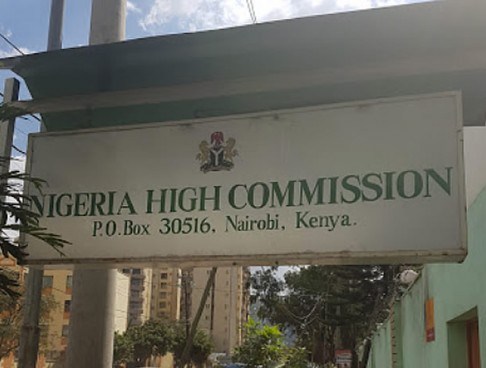 NIGERIA HIGH COMMISSION
P.O.Box 30516, Nairobi, Kenya.